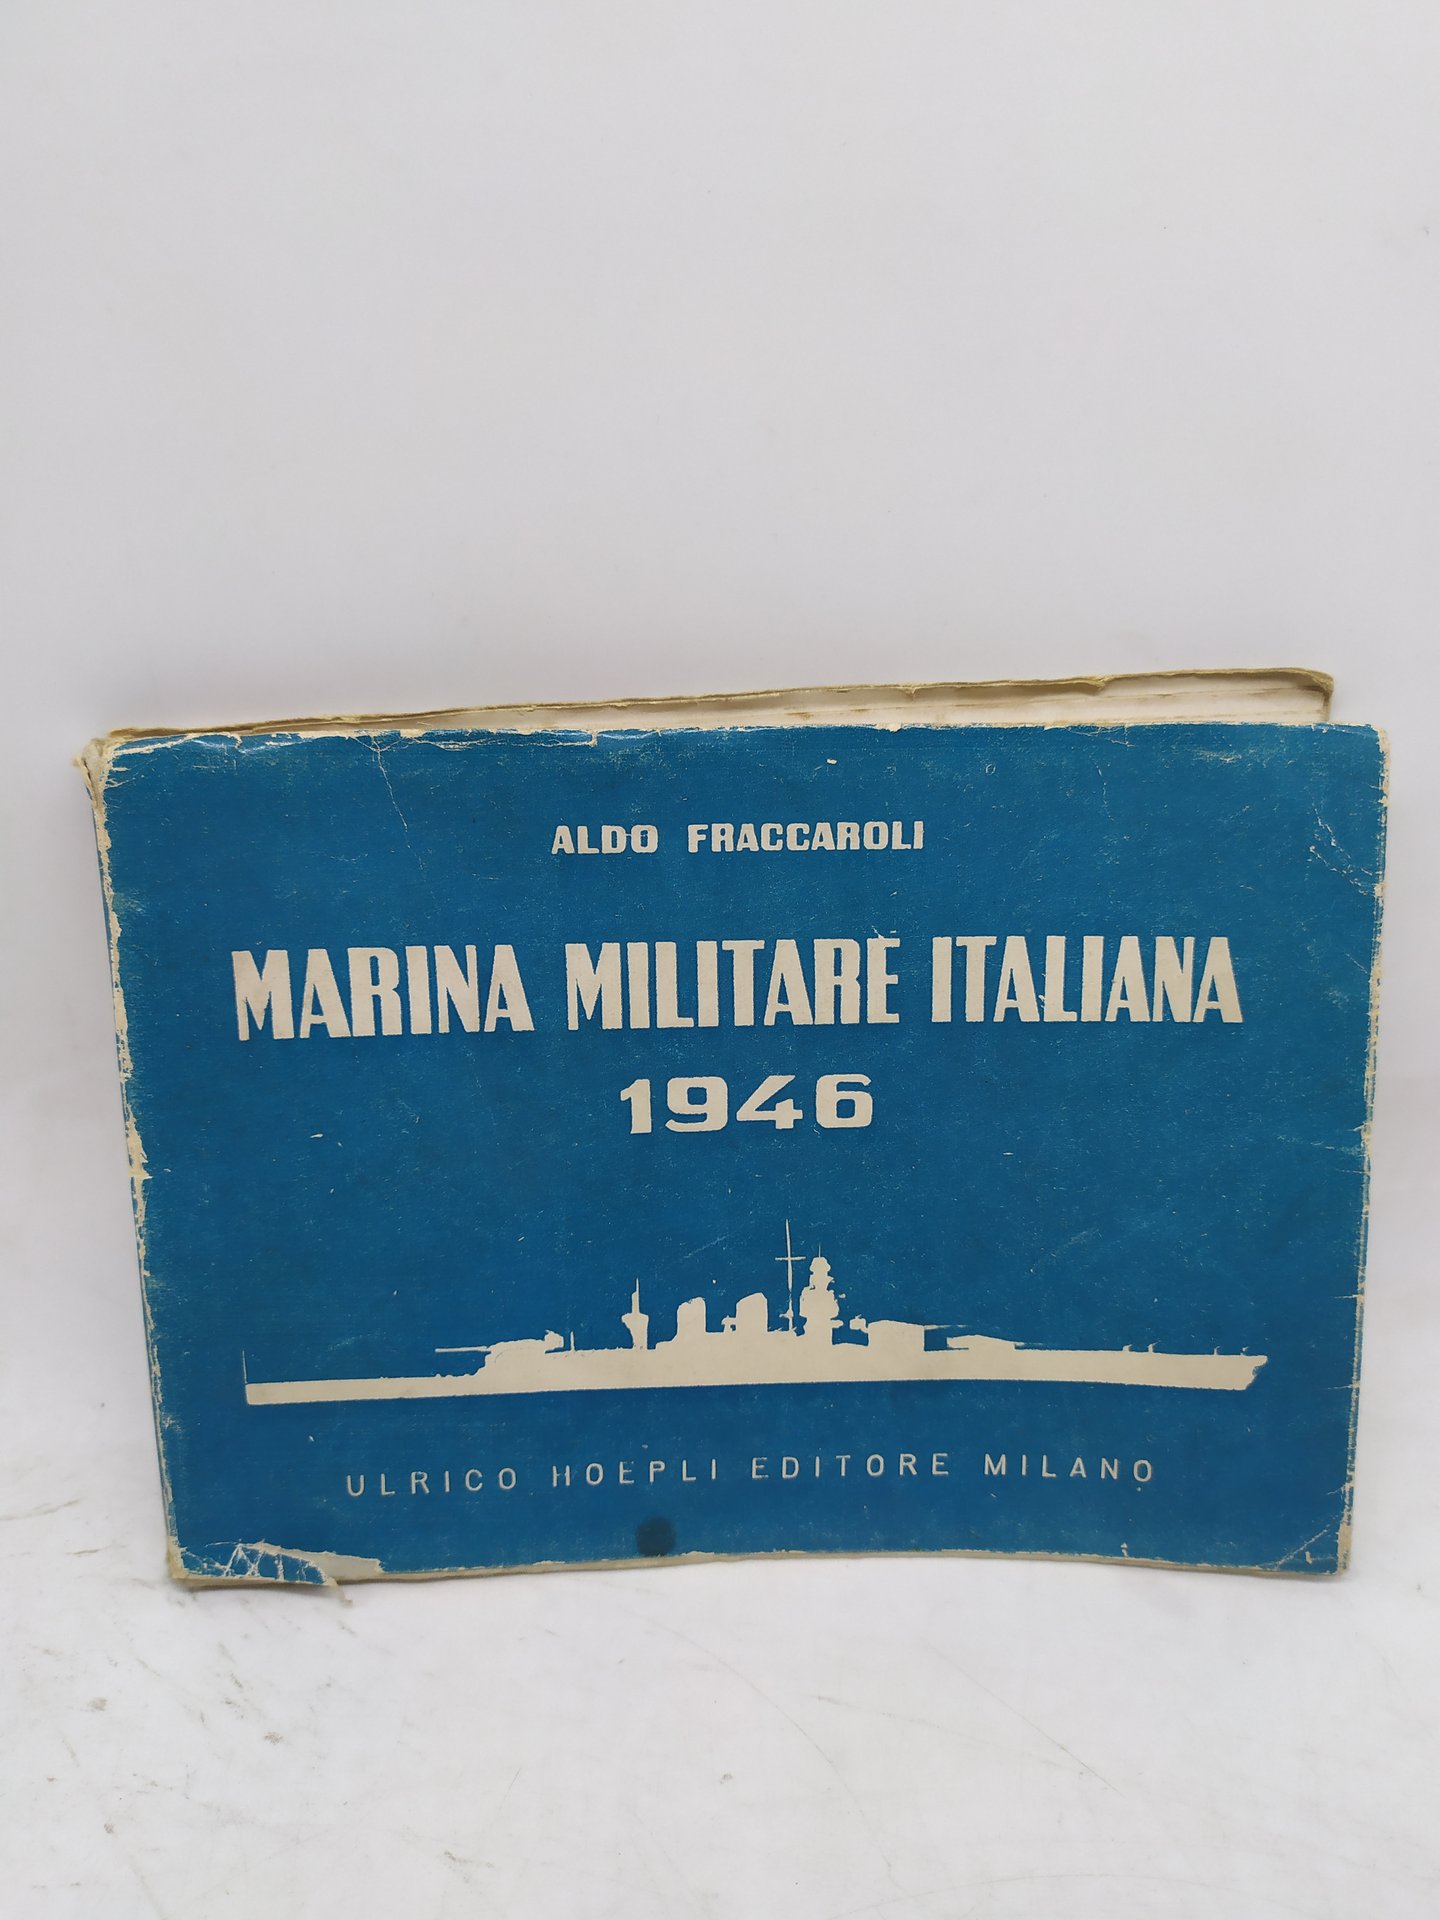 ALDO FRACCAROLI
MARINA MILITARE ITALIANA
1946
ULRICO HOEPLI EDITORE MILANO